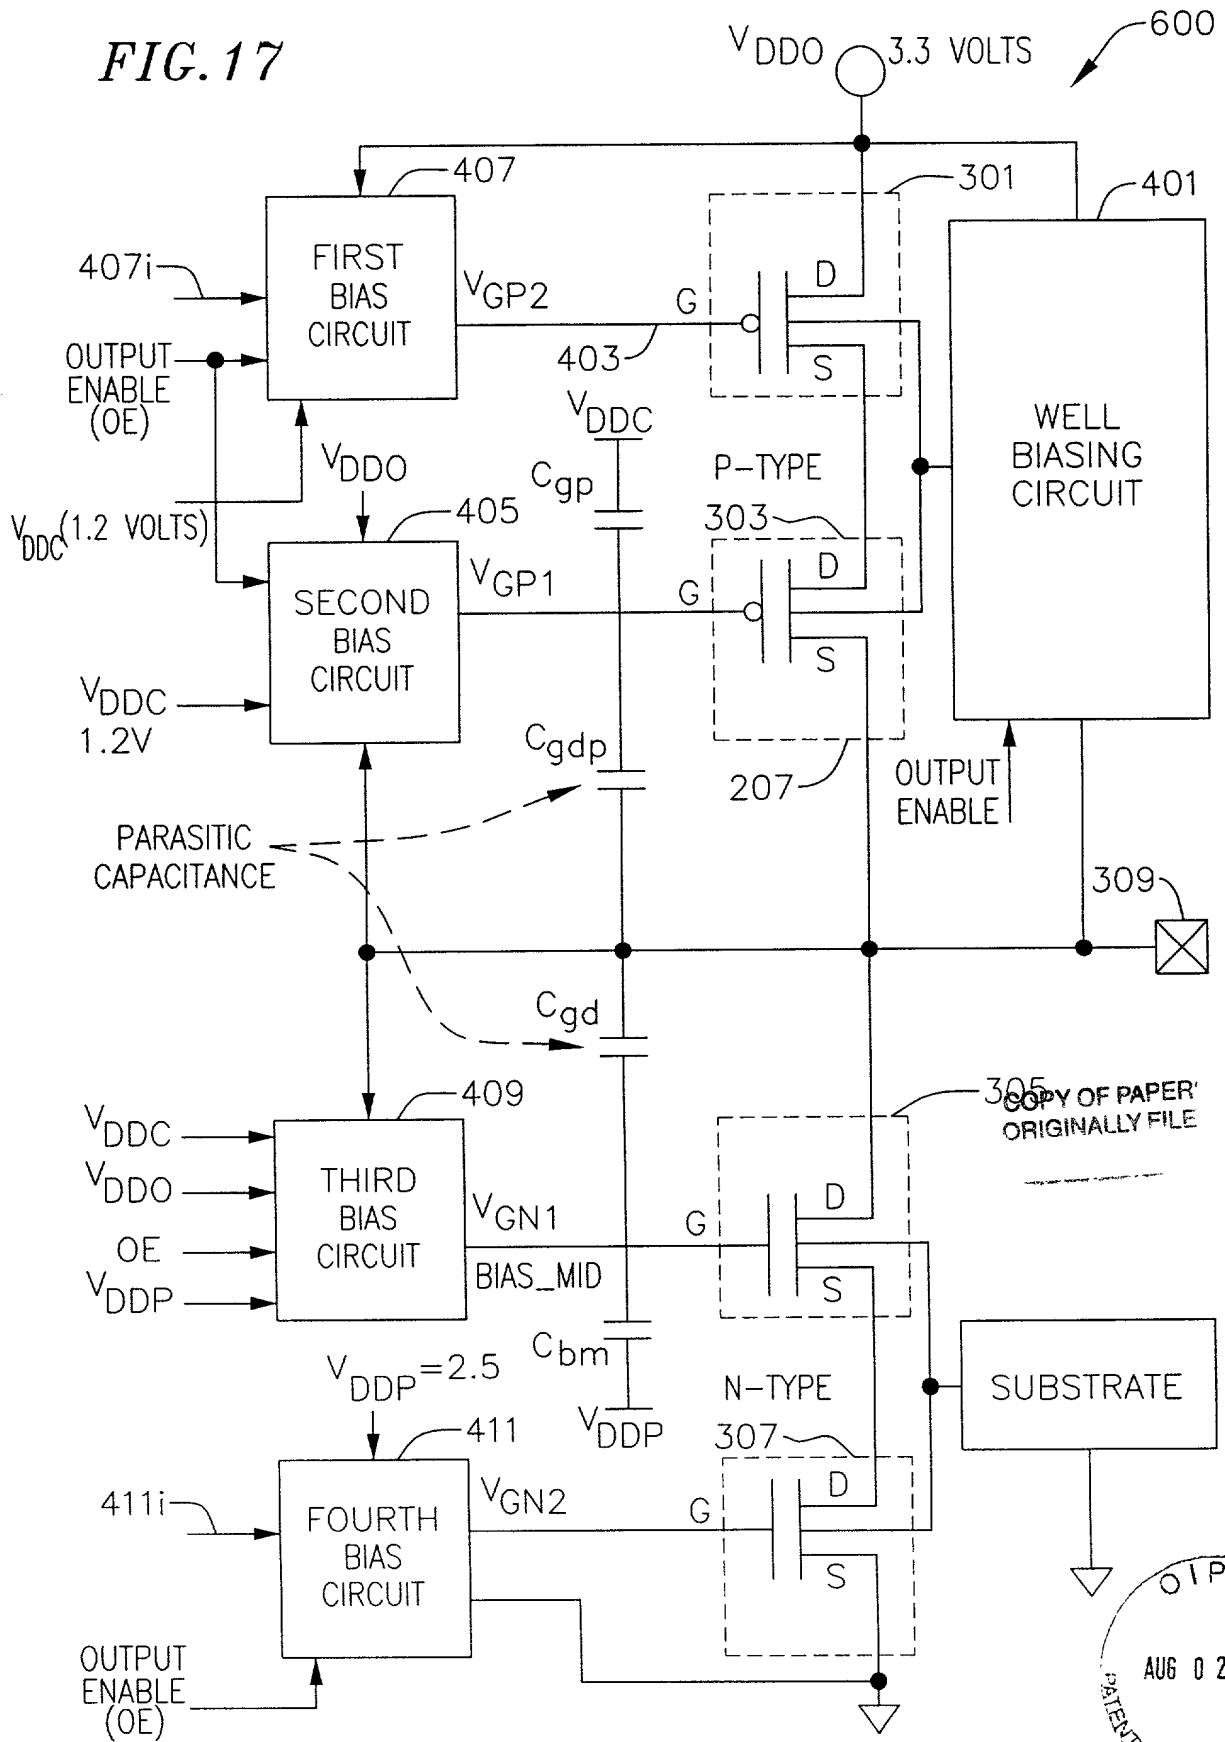 FIG.17
VDDO 3.3 VOLTS
600
407
301
401
407i
FIRST
BIAS
CIRCUIT
VGP2
G
D
S
403
OUTPUT
ENABLE
(OE)
VDDC
VDDO
Cgp
P-TYPE
WELL
BIASING
CIRCUIT
VDDC(1.2 VOLTS)
405
303
SECOND
BIAS
CIRCUIT
VGP1
G
D
S
VDDC
1.2V
Cgdp
207
OUTPUT
ENABLE
PARASITIC
CAPACITANCE
309
Cgd
409
305
COPY OF PAPER
ORIGINALLY FILE
VDDC
VDDO
OE
VDDP
THIRD
BIAS
CIRCUIT
VGN1
BIAS_MID
G
D
S
Cbm
VDDP=2.5
VDDP
N-TYPE
SUBSTRATE
411
307
411i
FOURTH
BIAS
CIRCUIT
VGN2
G
D
S
OUTPUT
ENABLE
(OE)
OIP
AUG 0 2
PATENT